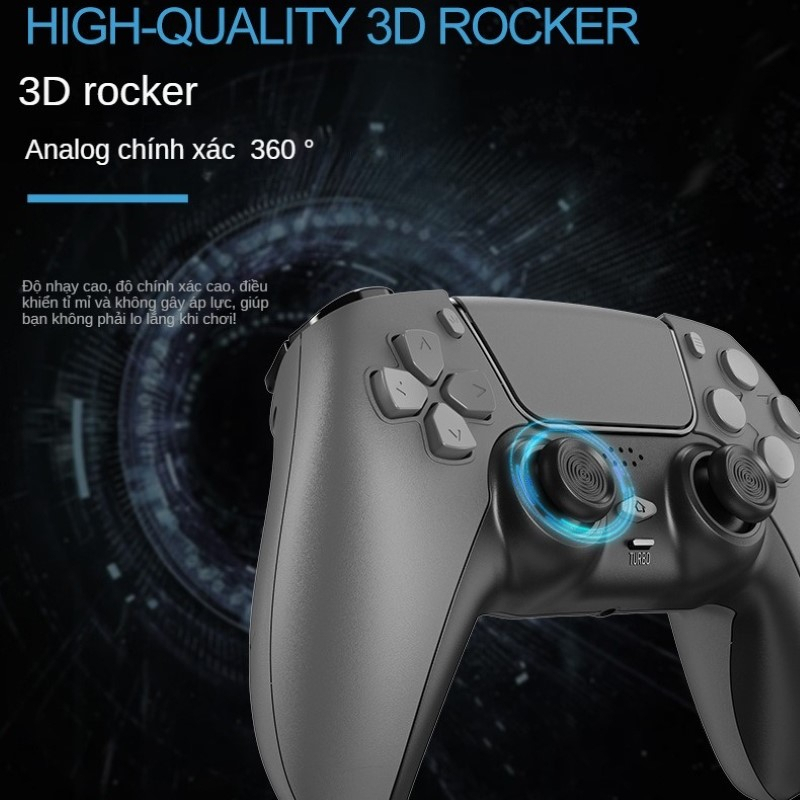 HIGH-QUALITY 3D ROCKER
3D rocker
Analog chính xác 360 °
Độ nhạy cao, độ chính xác cao, điều
khiển tỉ mỉ và không gây áp lực, giúp
bạn không phải lo lắng khi chơi!
TURBO